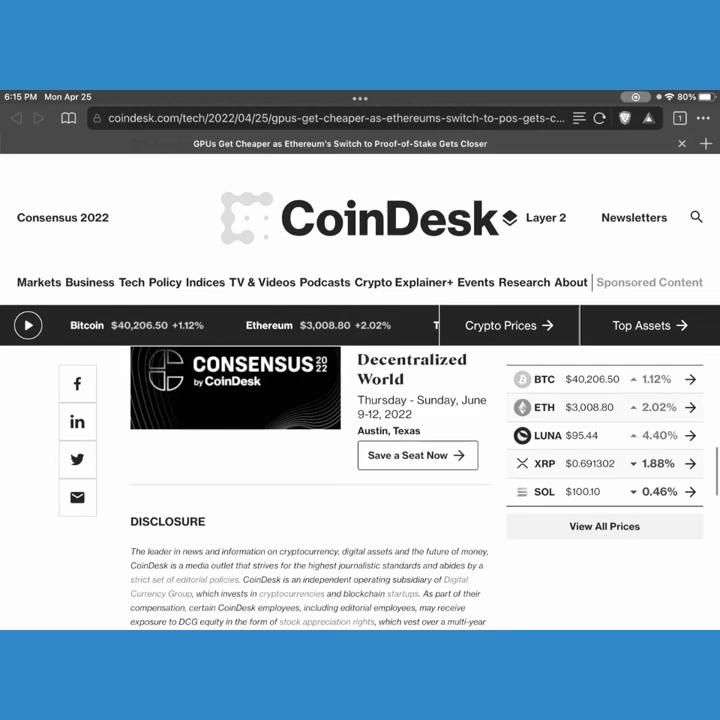 6:15 PM Mon Apr 25
80%
coindesk.com/tech/2022/04/25/gpus-get-cheaper-as-ethereums-switch-to-pos-gets-c...
1
GPUs Get Cheaper as Ethereum's Switch to Proof-of-Stake Gets Closer
Consensus 2022
CoinDesk
Layer 2
Newsletters
Markets Business Tech Policy Indices TV & Videos Podcasts Crypto Explainer+ Events Research About Sponsored Content
Bitcoin $40,206.50 +1.12% Ethereum $3,008.80 +2.02% T
Crypto Prices
Top Assets
CONSENSUS 20
22
by CoinDesk
Decentralized
World
Thursday - Sunday, June
9-12, 2022
Austin, Texas
Save a Seat Now
BTC $40,206.50 1.12%
ETH $3,008.80 2.02%
LUNA $95.44 4.40%
XRP $0.691302 1.88%
SOL $100.10 0.46%
View All Prices
DISCLOSURE
The leader in news and information on cryptocurrency, digital assets and the future of money,
CoinDesk is a media outlet that strives for the highest journalistic standards and abides by a
strict set of editorial policies. CoinDesk is an independent operating subsidiary of Digital
Currency Group, which invests in cryptocurrencies and blockchain startups. As part of their
compensation, certain CoinDesk employees, including editorial employees, may receive
exposure to DCG equity in the form of stock appreciation rights, which vest over a multi-year